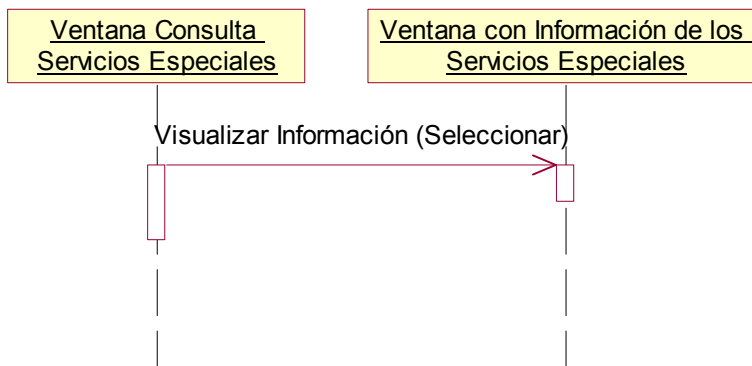 Ventana Consulta
Servicios Especiales
Ventana con Información de los
Servicios Especiales
Visualizar Información (Seleccionar)